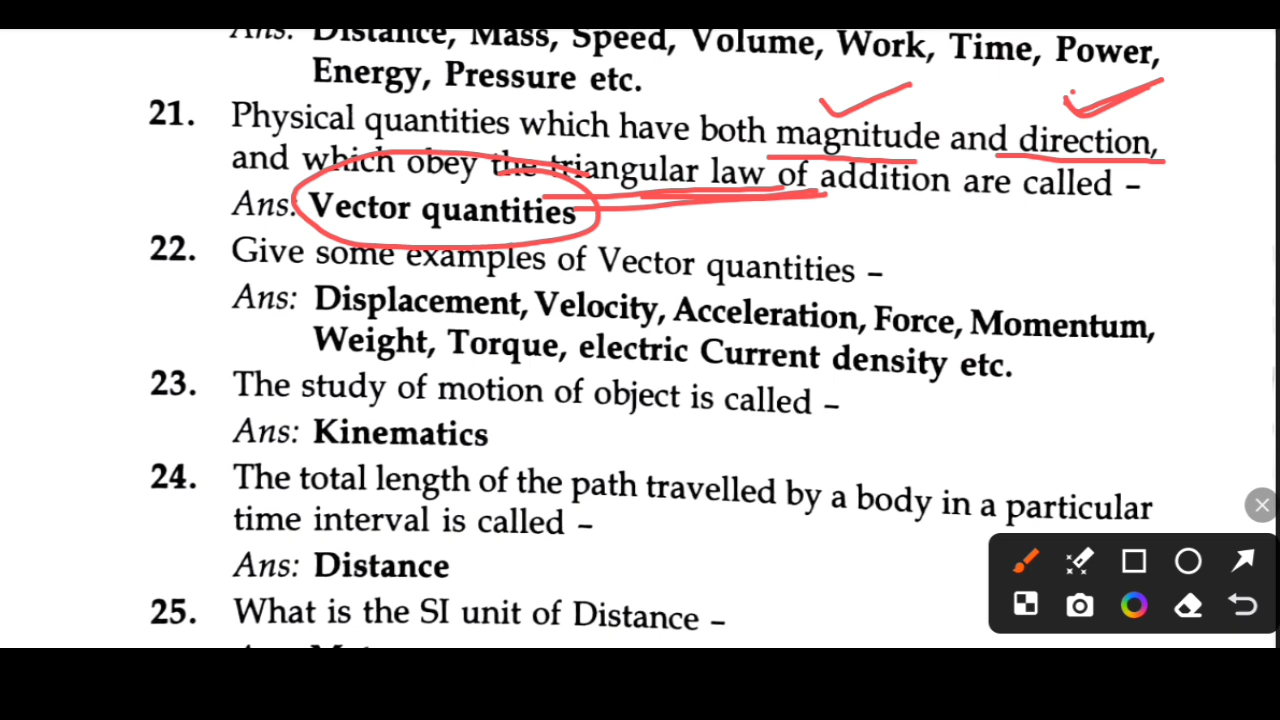 Ans: Distance, Mass, Speed, Volume, Work, Time, Power,
Energy, Pressure etc.
21. Physical quantities which have both magnitude and direction,
and which obey the triangular law of addition are called –
Ans: Vector quantities
22. Give some examples of Vector quantities –
Ans: Displacement, Velocity, Acceleration, Force, Momentum,
Weight, Torque, electric Current density etc.
23. The study of motion of object is called –
Ans: Kinematics
24. The total length of the path travelled by a body in a particular
time interval is called –
Ans: Distance
25. What is the SI unit of Distance –